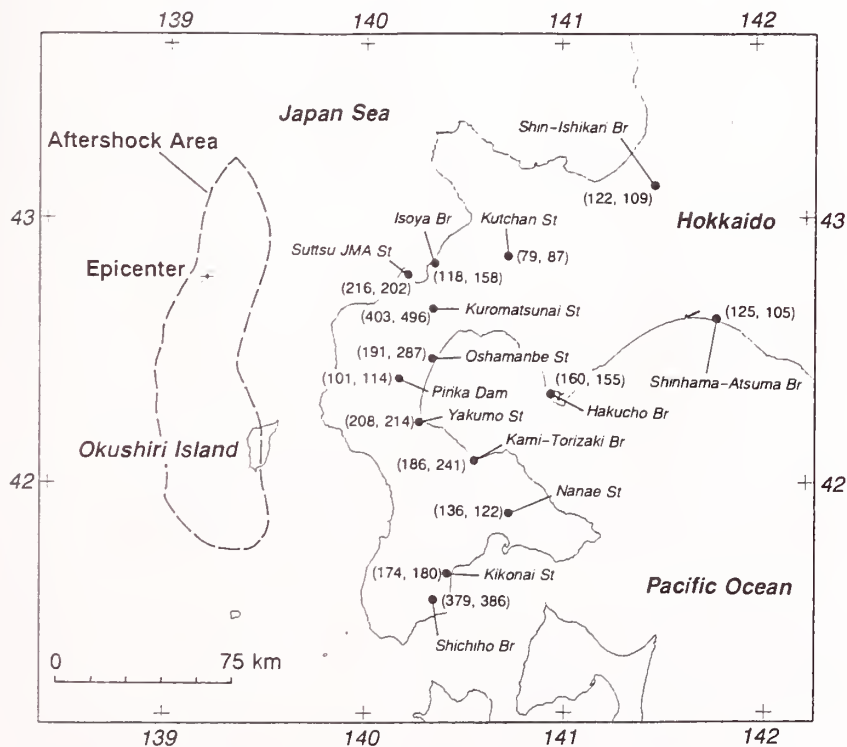 139 140 141 142
Japan Sea
Shin-Ishikari Br
Aftershock Area
(122, 109)
43
Isoya Br
Kutchan St
Hokkaido
43
Suttsu JMA St
(79, 87)
Epicenter
(118, 158)
(216, 202)
Kuromatsunai St
(125, 105)
(403, 496)
(191, 287)
Oshamanbe St
(160, 155)
Shinhama-Atsuma Br
(101, 114)
Pirika Dam
Hakucho Br
(208, 214)
Yakumo St
Okushiri Island
Kami-Torizaki Br
(186, 241)
42
Nanae St
42
(136, 122)
(174, 180)
Kikonai St
Pacific Ocean
(379, 386)
Shichiho Br
0 75 km
139 140 141 142